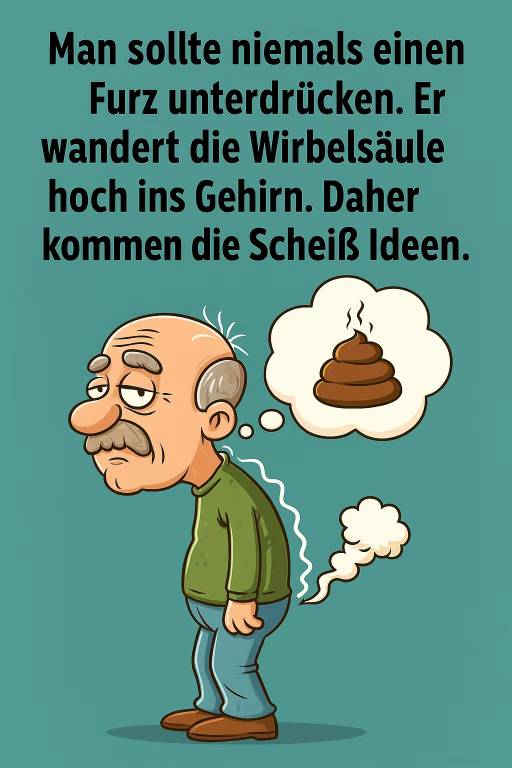 Man sollte niemals einen
Furz unterdrücken. Er
wandert die Wirbelsäule
hoch ins Gehirn. Daher
kommen die Scheiß Ideen.